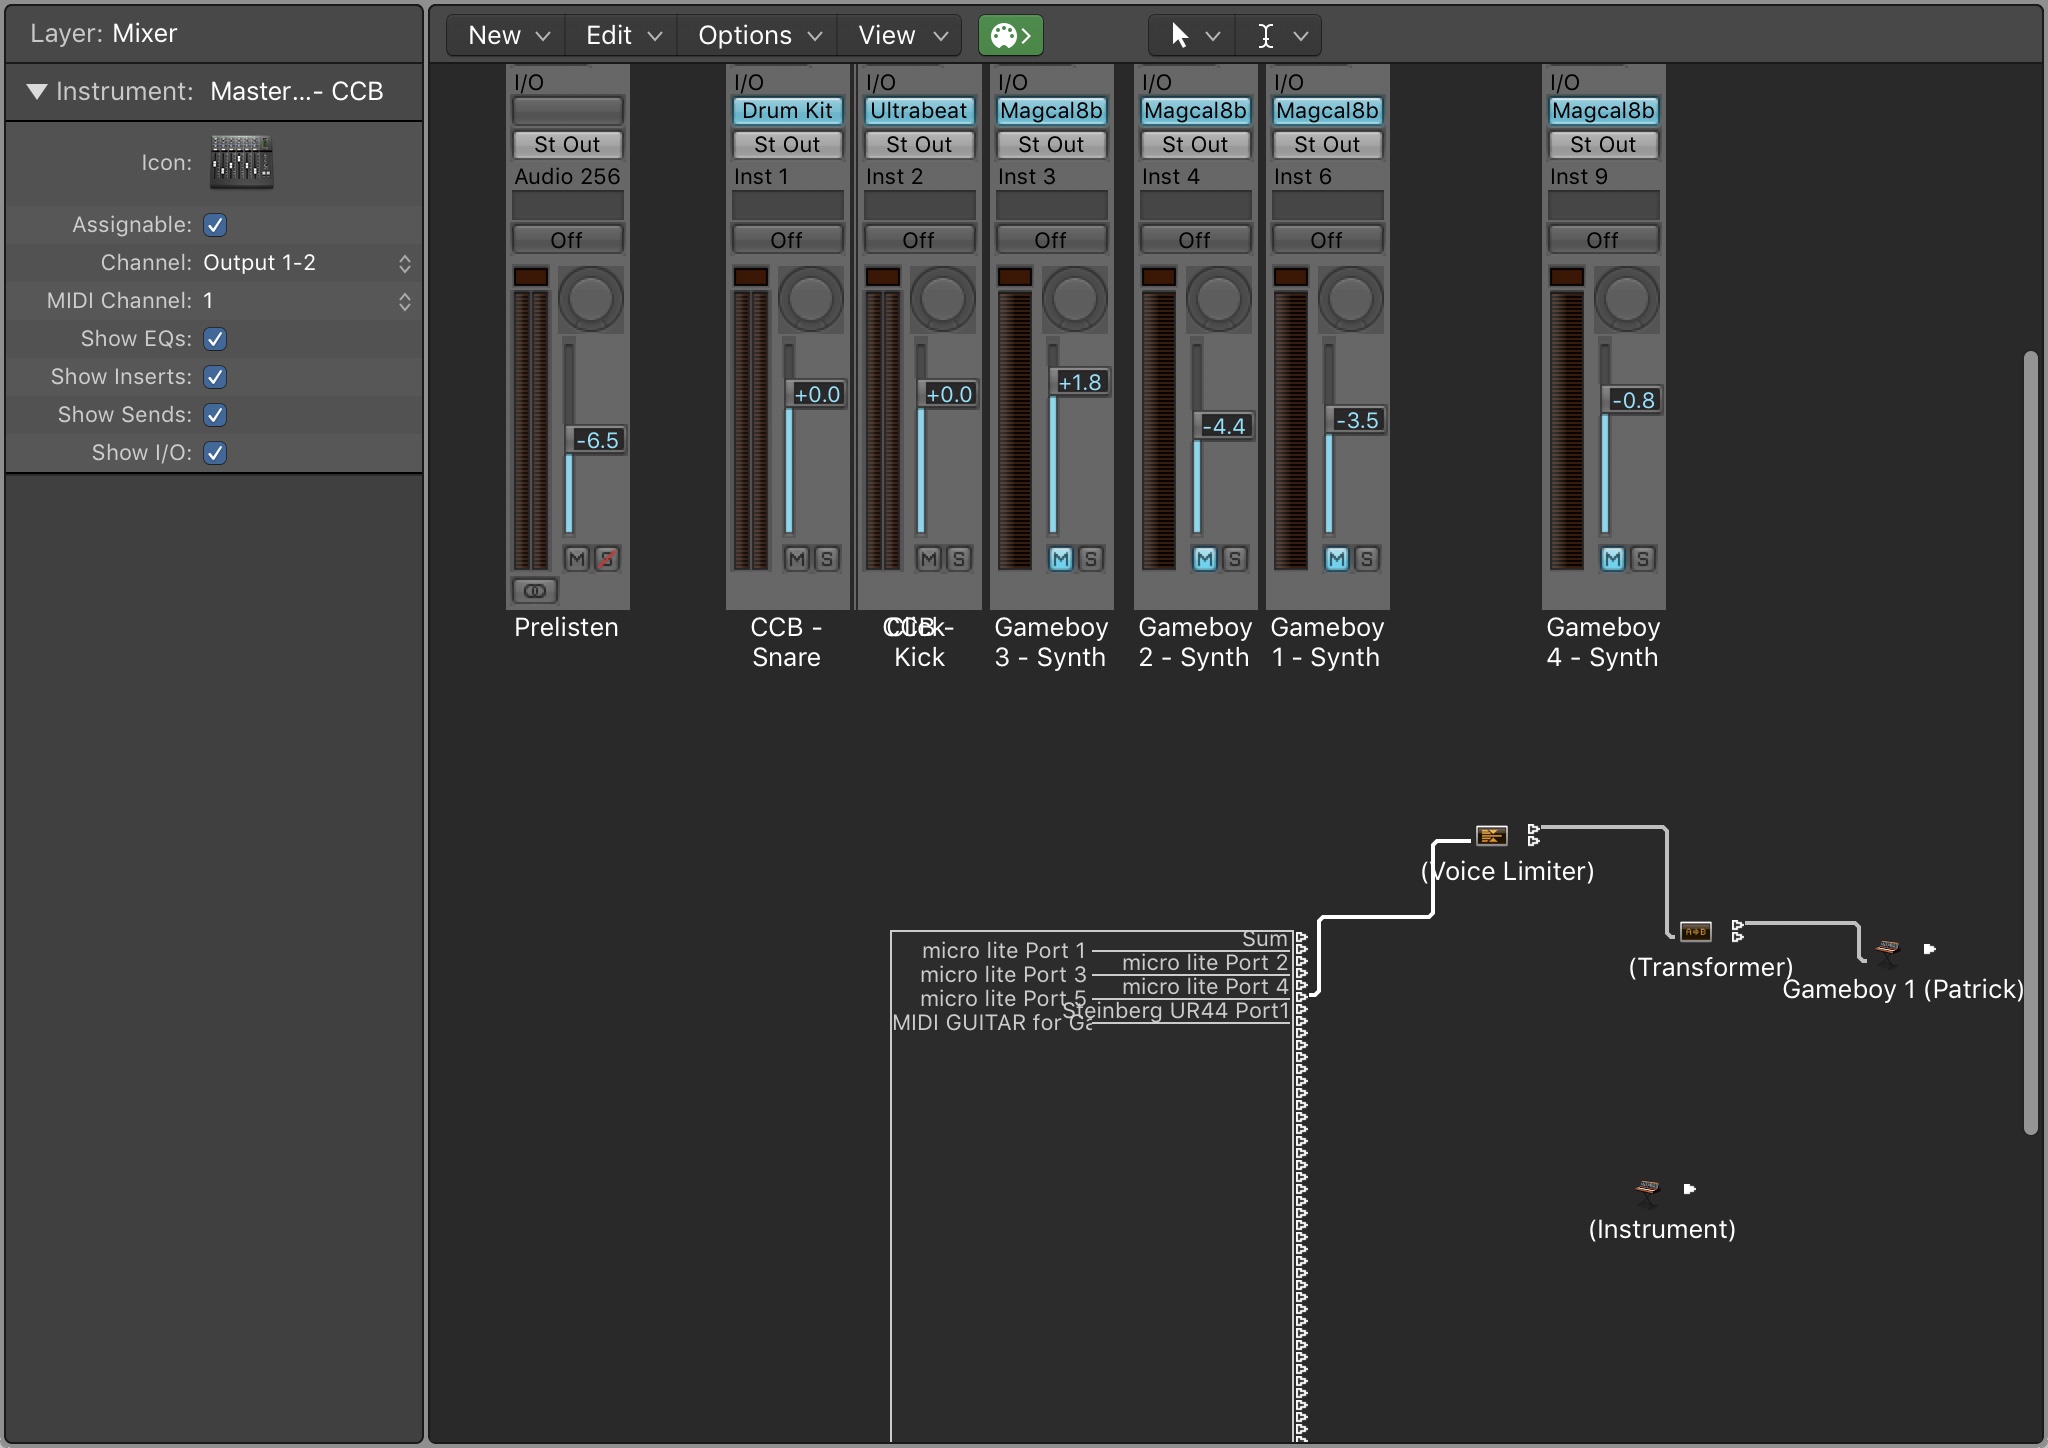 Layer: Mixer
Instrument: Master...- CCB
Icon:
Assignable:
Channel: Output 1-2
MIDI Channel: 1
Show EQs:
Show Inserts:
Show Sends:
Show I/O:
New Edit Options View
I/O I/O I/O I/O I/O I/O I/O
Drum Kit Ultrabeat Magcal8b Magcal8b Magcal8b Magcal8b
St Out St Out St Out St Out St Out St Out St Out
Audio 256 Inst 1 Inst 2 Inst 3 Inst 4 Inst 6 Inst 9
Off Off Off Off Off Off Off
-6.5 +0.0 +0.0 +1.8 -4.4 -3.5 -0.8
M S M S M S M S M S M S M S
Prelisten
CCB -
Snare
CCB -
Kick
Gameboy
3 - Synth
Gameboy
2 - Synth
Gameboy
1 - Synth
Gameboy
4 - Synth
(Voice Limiter)
(Transformer)
Gameboy 1 (Patrick)
Sum
micro lite Port 1
micro lite Port 2
micro lite Port 3
micro lite Port 4
micro lite Port 5
Steinberg UR44 Port1
MIDI GUITAR for Ga
(Instrument)